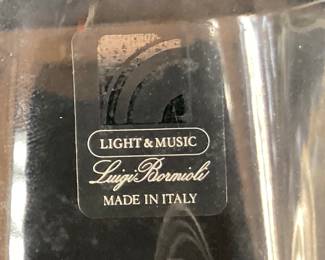 LIGHT & MUSIC
Luigi Bormioli
MADE IN ITALY